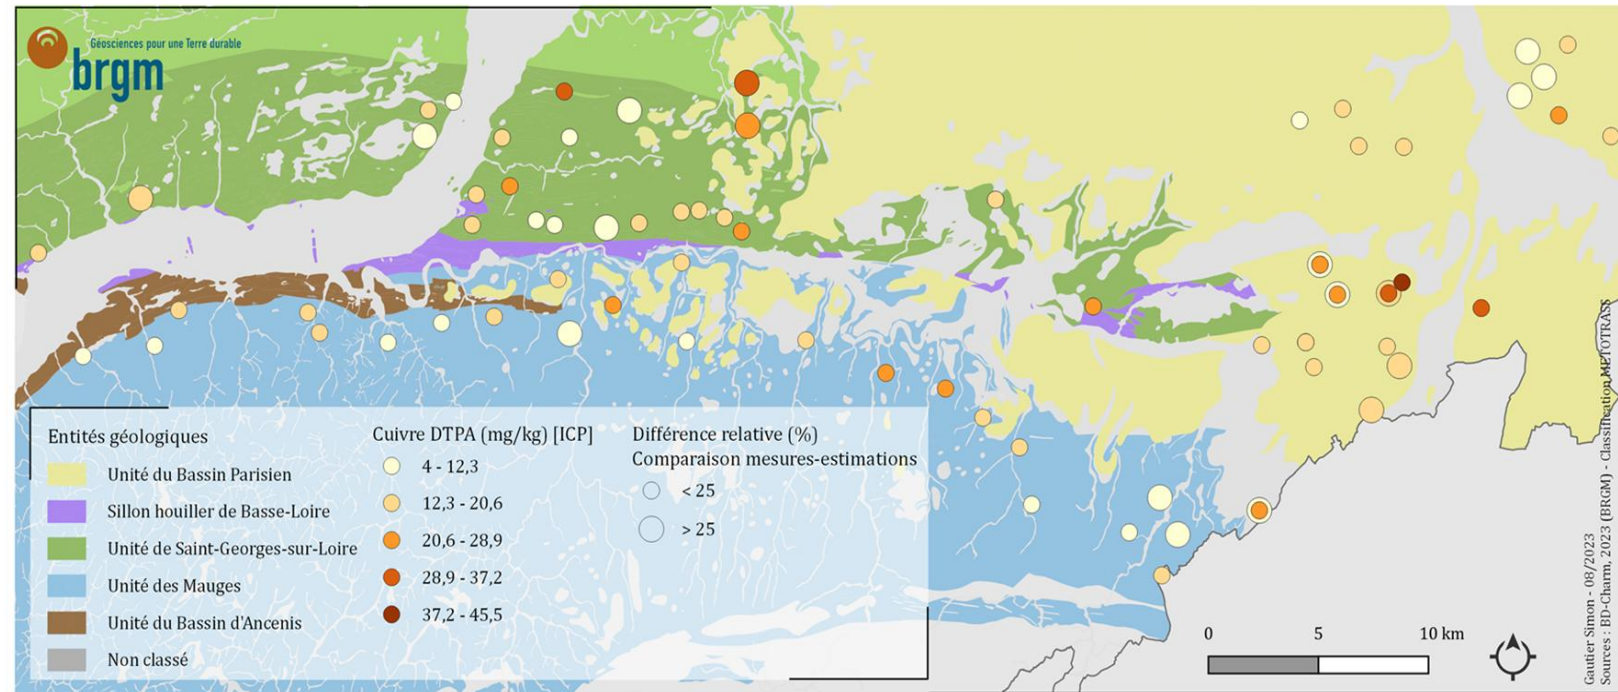 Géosciences pour une Terre durable
brgm
Entités géologiques
Unité du Bassin Parisien
Sillon houiller de Basse-Loire
Unité de Saint-Georges-sur-Loire
Unité des Mauges
Unité du Bassin d'Ancenis
Non classé
Cuivre DTPA (mg/kg) [ICP]
4 - 12,3
12,3 - 20,6
20,6 - 28,9
28,9 - 37,2
37,2 - 45,5
Différence relative (%)
Comparaison mesures-estimations
< 25
> 25
0 5 10 km
Gautier Simon - 08/2023
Sources : BD-Charm, 2023 (BRGM) - Classification METOTRASS